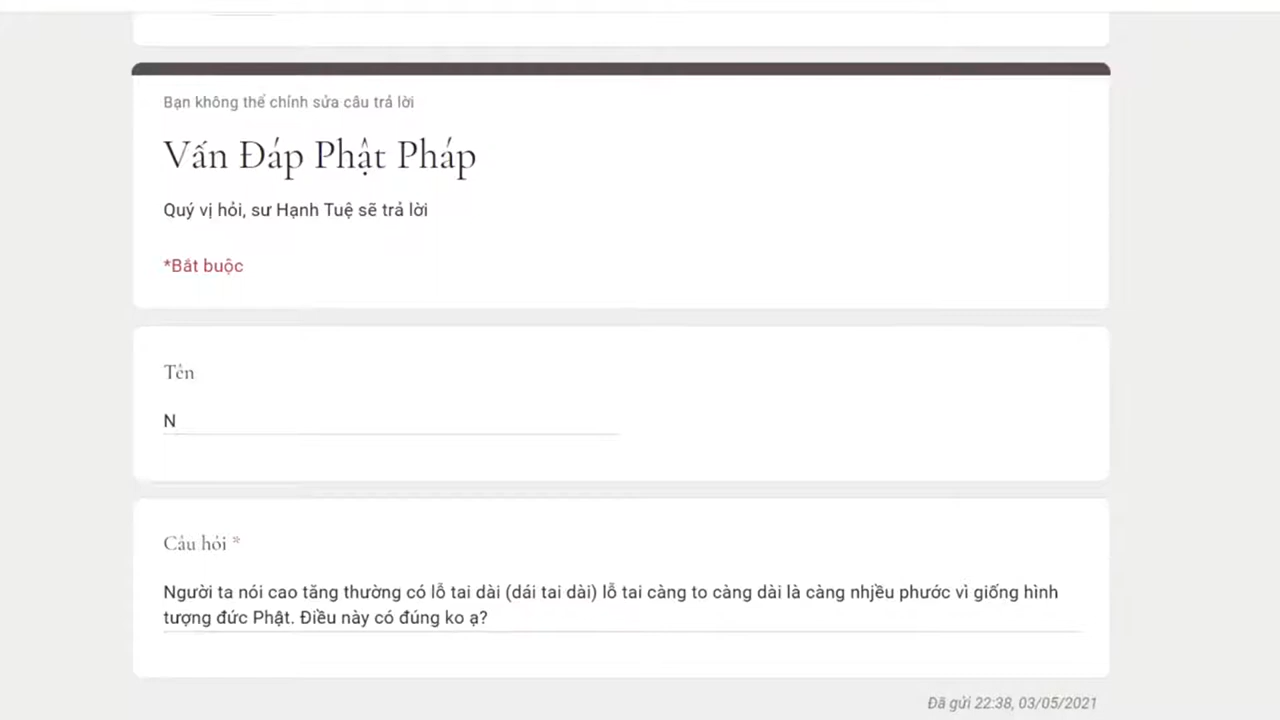 Bạn không thể chỉnh sửa câu trả lời
Vấn Đáp Phật Pháp
Quý vị hỏi, sư Hạnh Tuệ sẽ trả lời
*Bắt buộc
Tên
N
Câu hỏi *
Người ta nói cao tăng thường có lỗ tai dài (dái tai dài) lỗ tai càng to càng dài là càng nhjều phước vì giống hình
tượng đức Phật. Điều này có đúng ko ạ?
Đã gửi 22:38, 03/05/2021